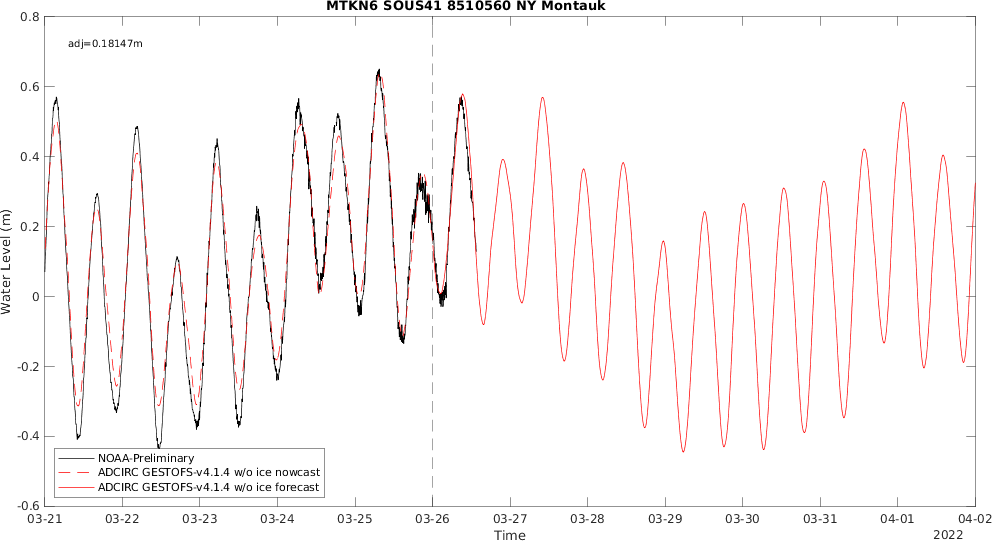 MTKN6 SOUS41 8510560 NY Montauk
adj=0.18147m
0.8
0.6
0.4
0.2
0
-0.2
-0.4
-0.6
Water Level (m)
NOAA-Preliminary
ADCIRC GESTOFS-v4.1.4 w/o ice nowcast
ADCIRC GESTOFS-v4.1.4 w/o ice forecast
03-21 03-22 03-23 03-24 03-25 03-26 03-27 03-28 03-29 03-30 03-31 04-01 04-02
Time
2022